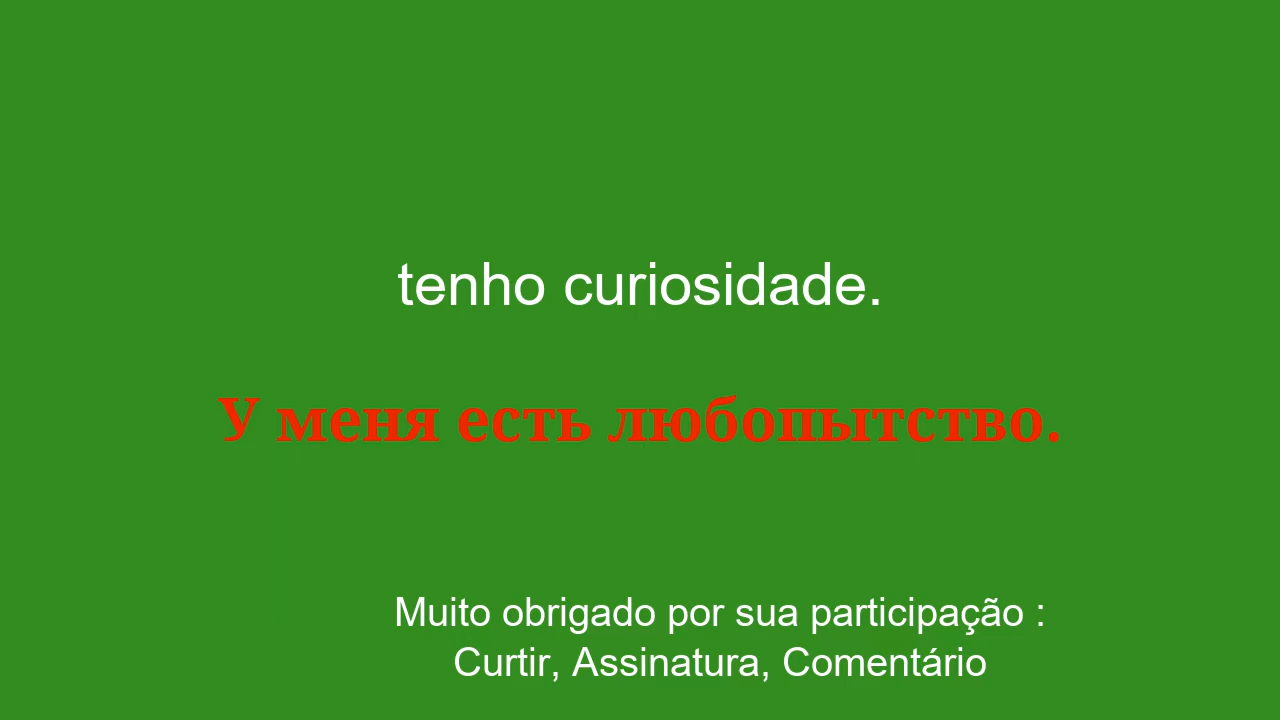 tenho curiosidade.
У меня есть любопытство.
Muito obrigado por sua participação :
Curtir, Assinatura, Comentário